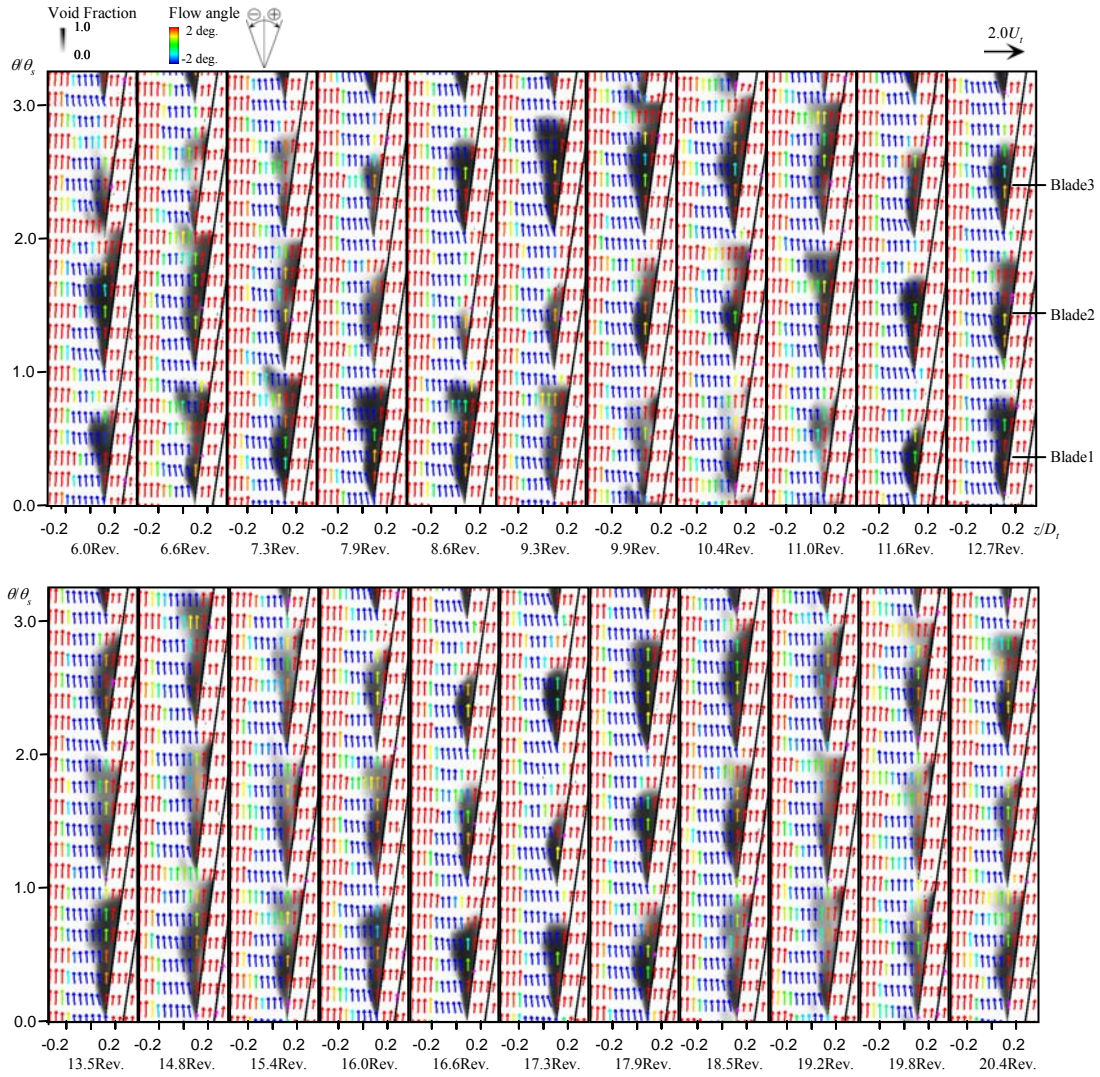 Void Fraction
1.0
0.0
Flow angle
2 deg.
-2 deg.
⊖ ⊕
2.0Uₜ
θ/θₛ
3.0
2.0
1.0
0.0
Blade3
Blade2
Blade1
-0.2 0.2 -0.2 0.2 -0.2 0.2 -0.2 0.2 -0.2 0.2 -0.2 0.2 -0.2 0.2 -0.2 0.2 -0.2 0.2 -0.2 0.2 -0.2 0.2 z/Dₜ
6.0Rev. 6.6Rev. 7.3Rev. 7.9Rev. 8.6Rev. 9.3Rev. 9.9Rev. 10.4Rev. 11.0Rev. 11.6Rev. 12.7Rev.
θ/θₛ
3.0
2.0
1.0
0.0
-0.2 0.2 -0.2 0.2 -0.2 0.2 -0.2 0.2 -0.2 0.2 -0.2 0.2 -0.2 0.2 -0.2 0.2 -0.2 0.2 -0.2 0.2 -0.2 0.2
13.5Rev. 14.8Rev. 15.4Rev. 16.0Rev. 16.6Rev. 17.3Rev. 17.9Rev. 18.5Rev. 19.2Rev. 19.8Rev. 20.4Rev.